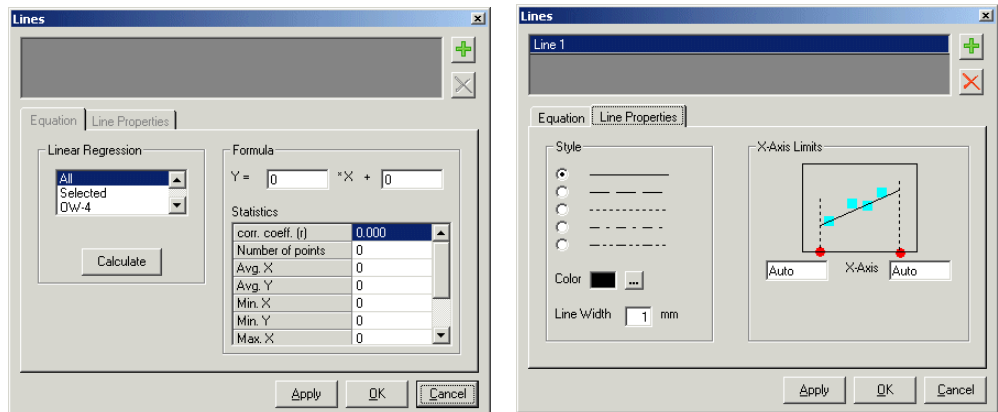 Lines
Equation Line Properties
Linear Regression
All
Selected
OW-4
Calculate
Formula
Y = 0 *X + 0
Statistics
corr. coeff. (r) 0.000
Number of points 0
Avg. X 0
Avg. Y 0
Min. X 0
Min. Y 0
Max. X 0
Apply OK Cancel
Lines
Line 1
Equation Line Properties
Style
Color ...
Line Width 1 mm
X-Axis Limits
Auto X-Axis Auto
Apply OK Cancel